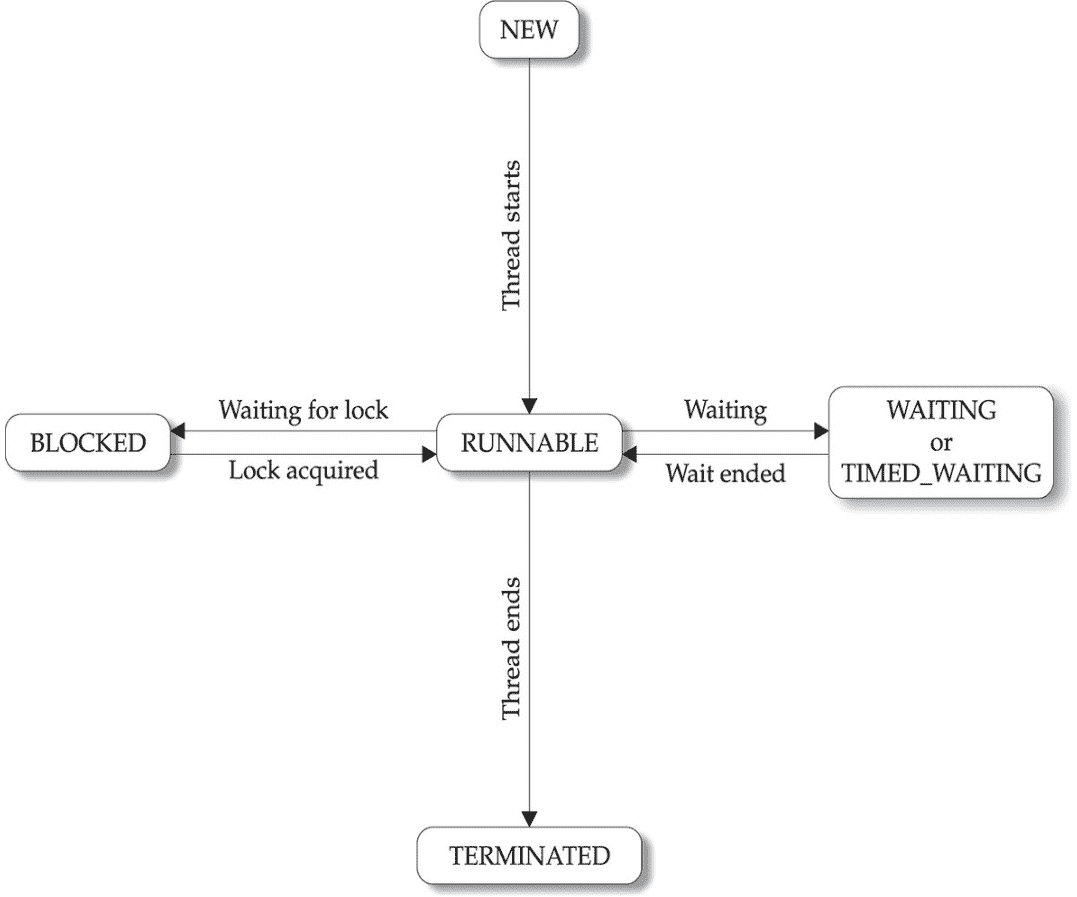 NEW
Thread starts
Waiting for lock
Waiting
BLOCKED
RUNNABLE
WAITING
or
TIMED_WAITING
Lock acquired
Wait ended
Thread ends
TERMINATED